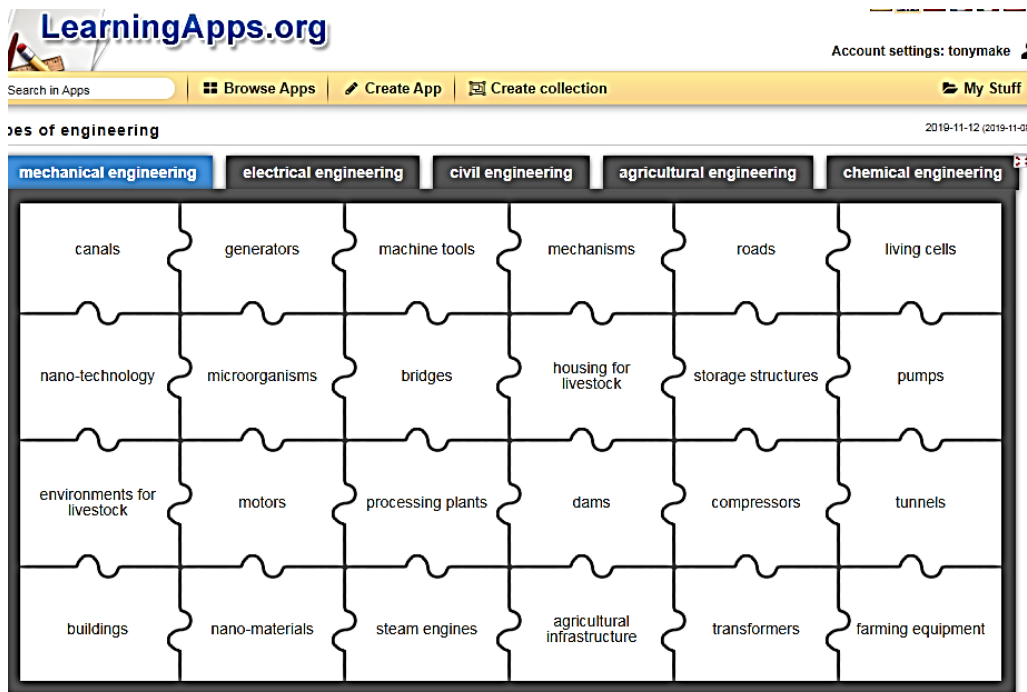 LearningApps.org
Account settings: tonymake
Search in Apps
Browse Apps
Create App
Create collection
My Stuff
of engineering
2019-11-12
mechanical engineering
electrical engineering
civil engineering
agricultural engineering
chemical engineering
canals
generators
machine tools
mechanisms
roads
living cells
nano-technology
microorganisms
bridges
housing for
livestock
storage structures
pumps
environments for
livestock
motors
processing plants
dams
compressors
tunnels
buildings
nano-materials
steam engines
agricultural
infrastructure
transformers
farming equipment